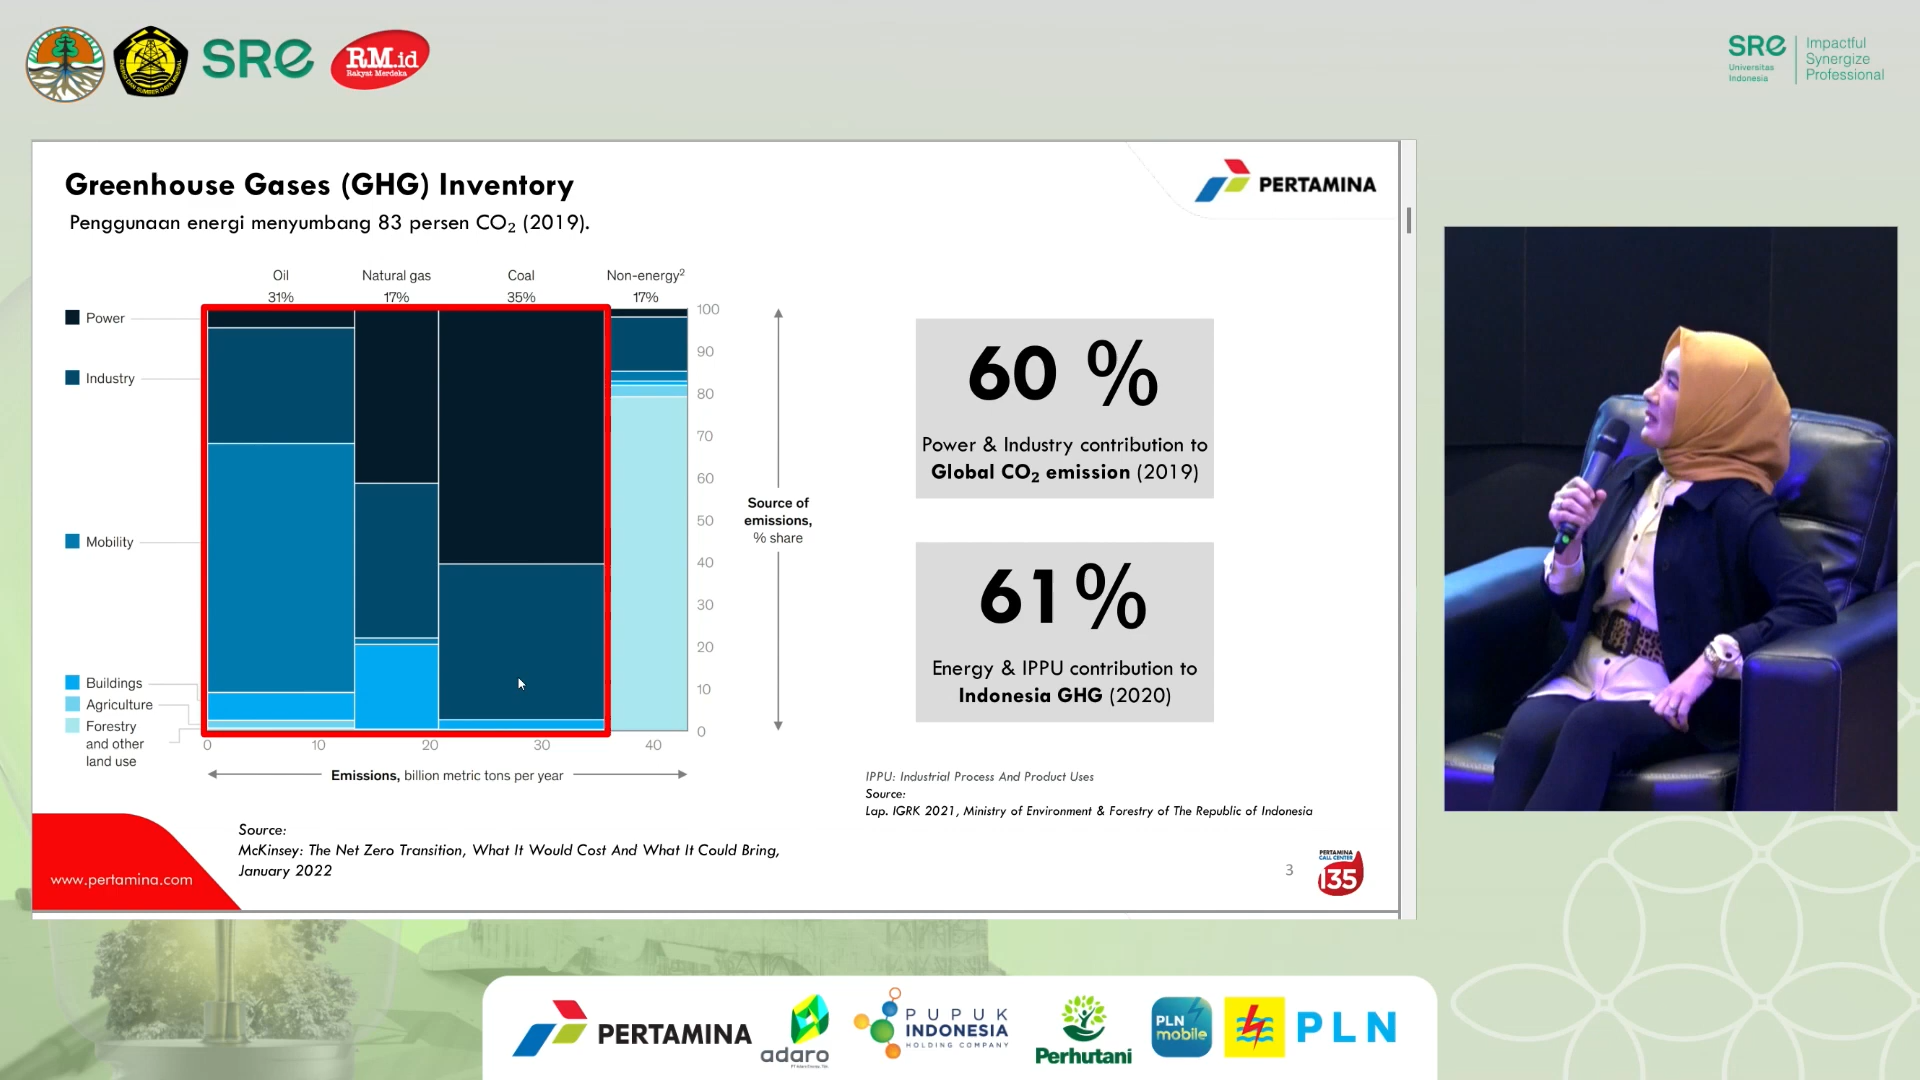 SRE
RM.id
Rakyat Merdeka
SRE
Universitas
Indonesia
Impactful
Synergize
Professional
Greenhouse Gases (GHG) Inventory
PERTAMINA
Penggunaan energi menyumbang 83 persen CO₂ (2019).
Oil
Natural gas
Coal
Non-energy²
31%
17%
35%
17%
Power
Industry
Mobility
Buildings
Agriculture
Forestry
and other
land use
100
90
80
70
60
50
40
30
20
10
0
0
10
20
30
40
Source of
emissions,
% share
Emissions, billion metric tons per year
60 %
Power & Industry contribution to
Global CO₂ emission (2019)
61%
Energy & IPPU contribution to
Indonesia GHG (2020)
IPPU: Industrial Process And Product Uses
Source:
Lap. IGRK 2021, Ministry of Environment & Forestry of The Republic of Indonesia
Source:
McKinsey: The Net Zero Transition, What It Would Cost And What It Could Bring,
January 2022
www.pertamina.com
3
PERTAMINA
CALL CENTER
135
PERTAMINA
adaro
PUPUK
INDONESIA
HOLDING COMPANY
Perhutani
PLN
mobile
PLN